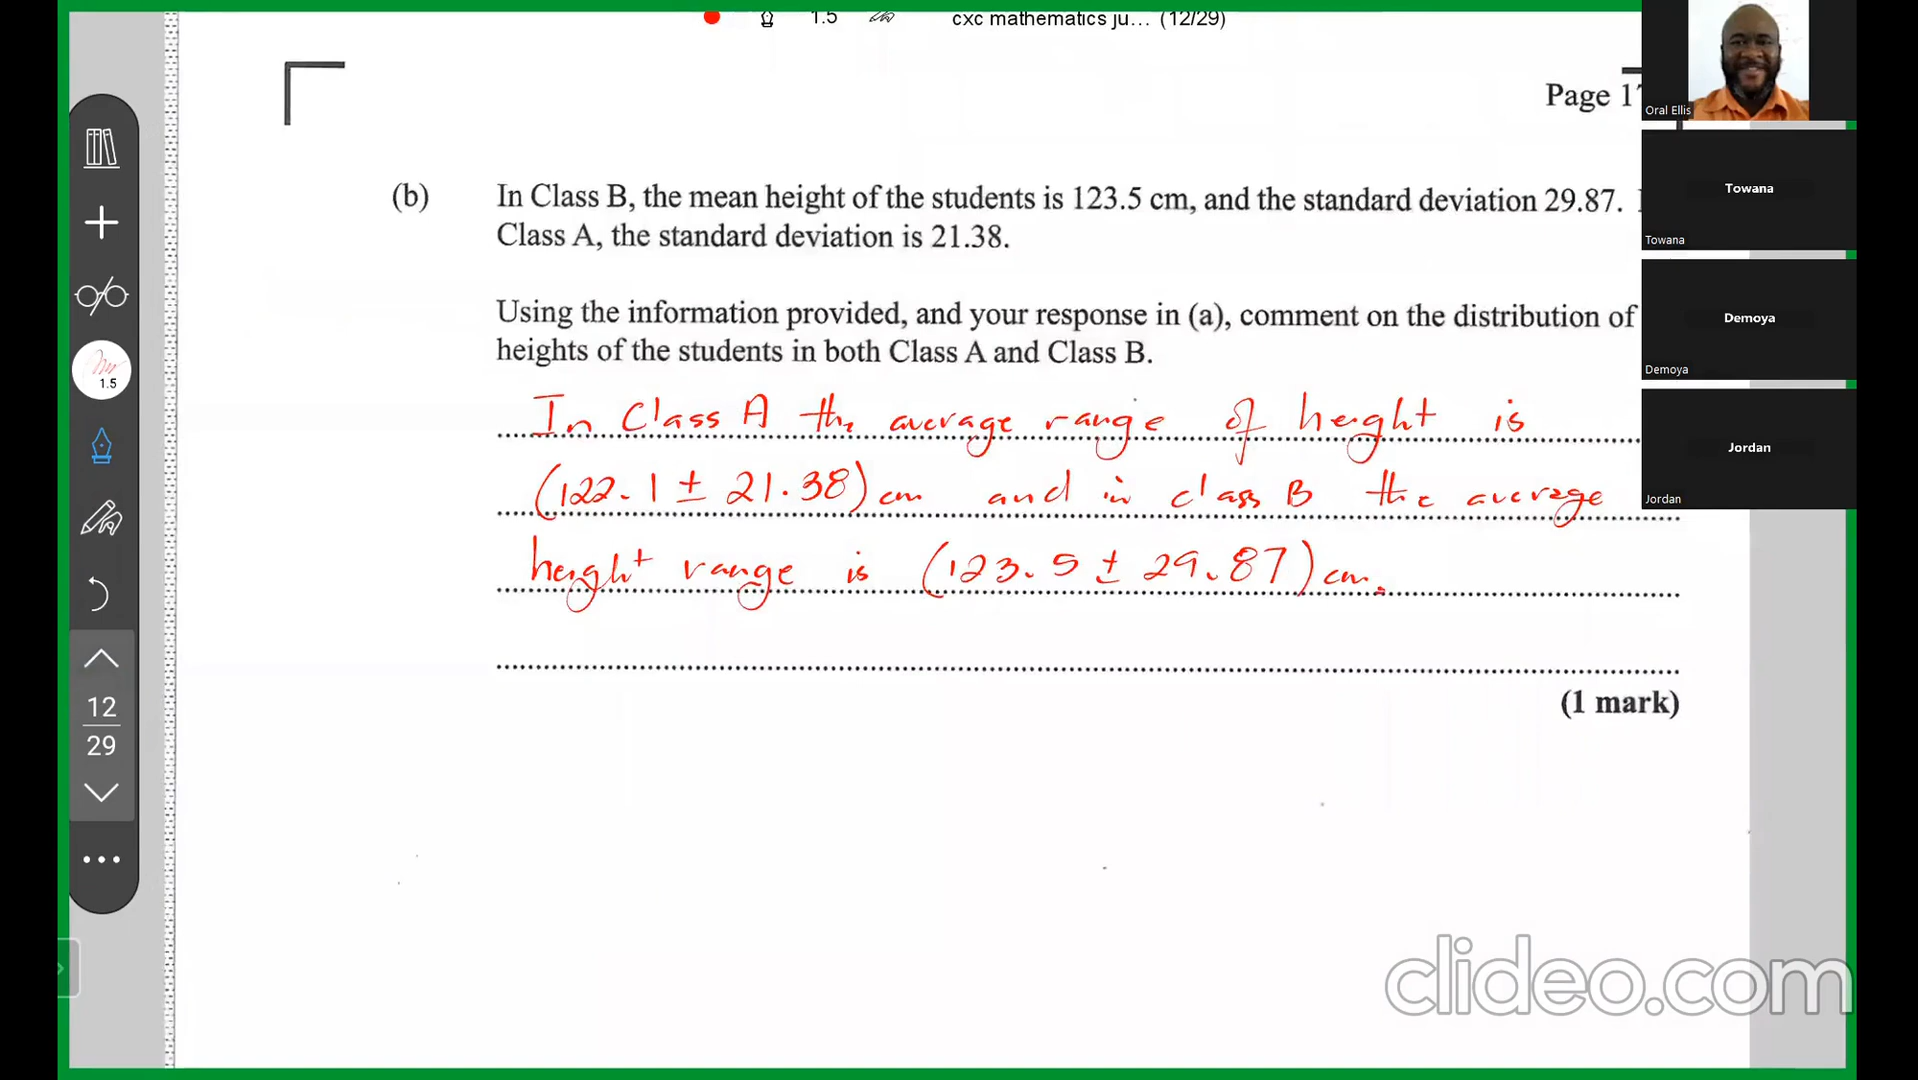 1.5 cxc mathematics ju... (12/29)
Page 17
Oral Ellis
(b) In Class B, the mean height of the students is 123.5 cm, and the standard deviation 29.87.
Class A, the standard deviation is 21.38.
Towana
Towana
Using the information provided, and your response in (a), comment on the distribution of
heights of the students in both Class A and Class B.
Demoya
Demoya
1.5
In Class A the average range of height is
(122.1 ± 21.38) cm and in class B the average
height range is (123.5 ± 29.87) cm.
Jordan
Jordan
(1 mark)
12
29
clideo.com